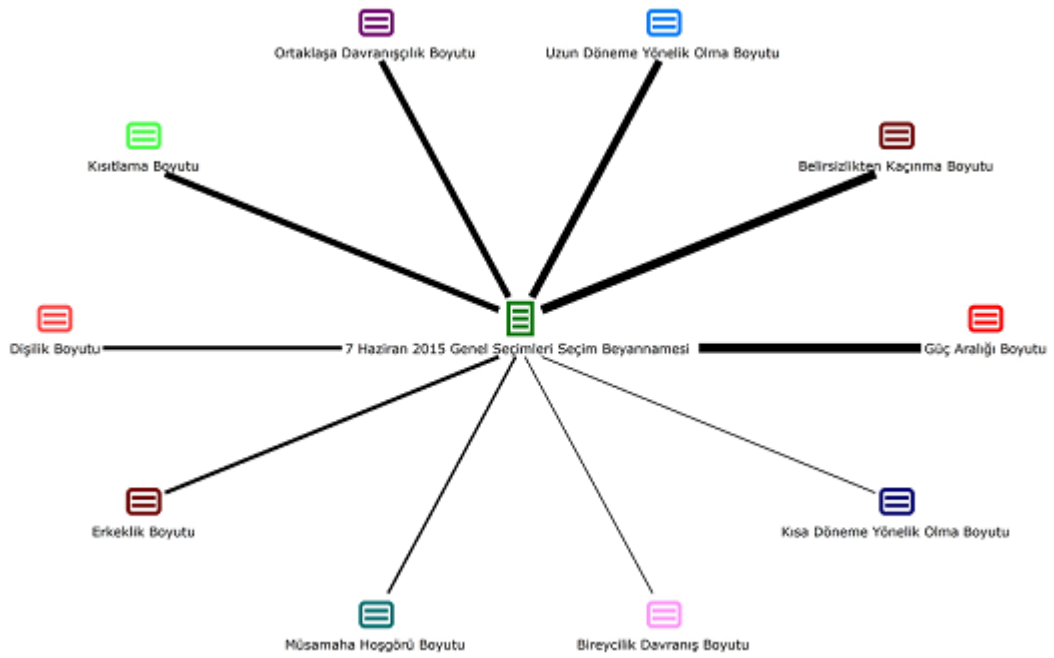 Ortaklaşa Davranışçılık Boyutu
Uzun Döneme Yönelik Olma Boyutu
Kısıtlama Boyutu
Belirsizlikten Kaçınma Boyutu
Dişilik Boyutu
7 Haziran 2015 Genel Seçimleri Seçim Beyannamesi
Güç Aralığı Boyutu
Erkeklik Boyutu
Kısa Döneme Yönelik Olma Boyutu
Müsamaha Hoşgörü Boyutu
Bireycilik Davranış Boyutu